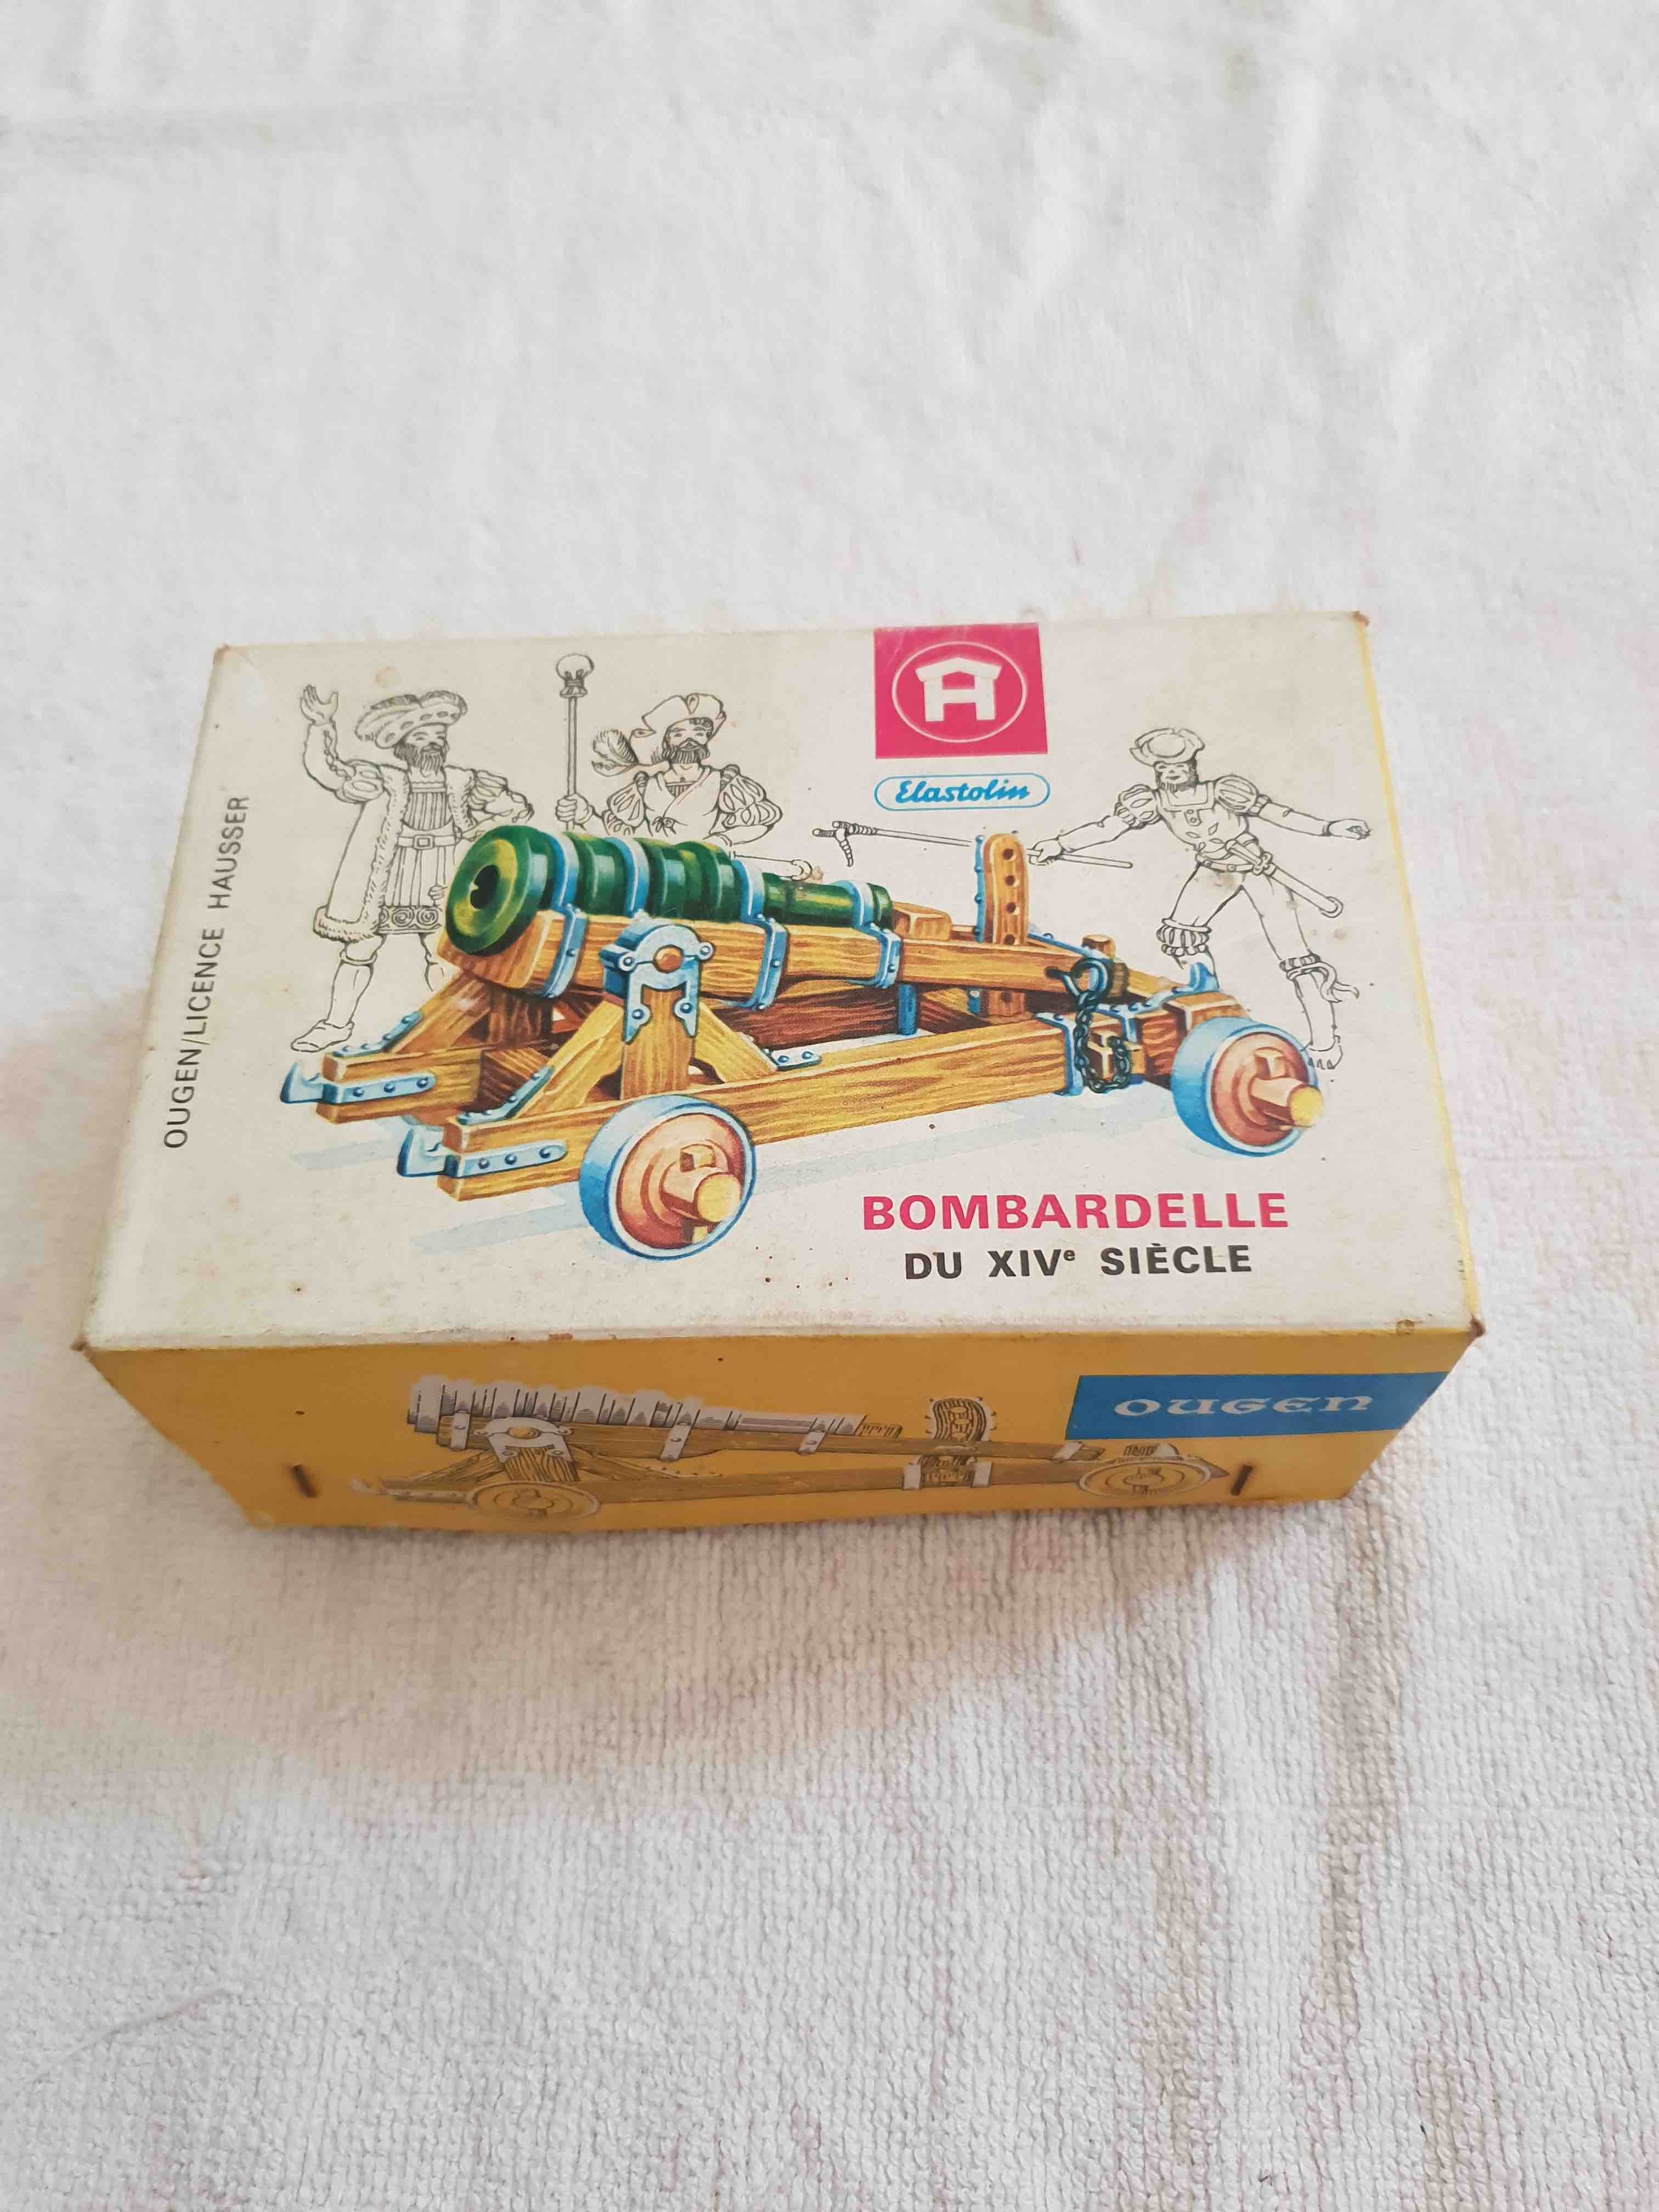 Elastolin
OUGEN/LICENCE HAUSSER
BOMBARDELLE
DU XIVe SIÈCLE
OUGEN